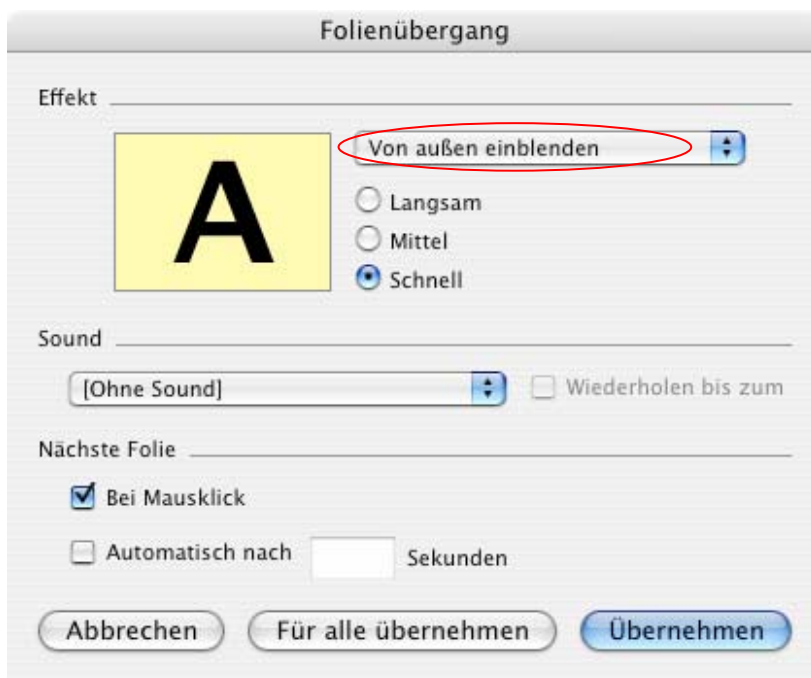 Folienübergang
Effekt
A
Von außen einblenden
Langsam
Mittel
Schnell
Sound
[Ohne Sound]
Wiederholen bis zum
Nächste Folie
Bei Mausklick
Automatisch nach Sekunden
Abbrechen Für alle übernehmen Übernehmen